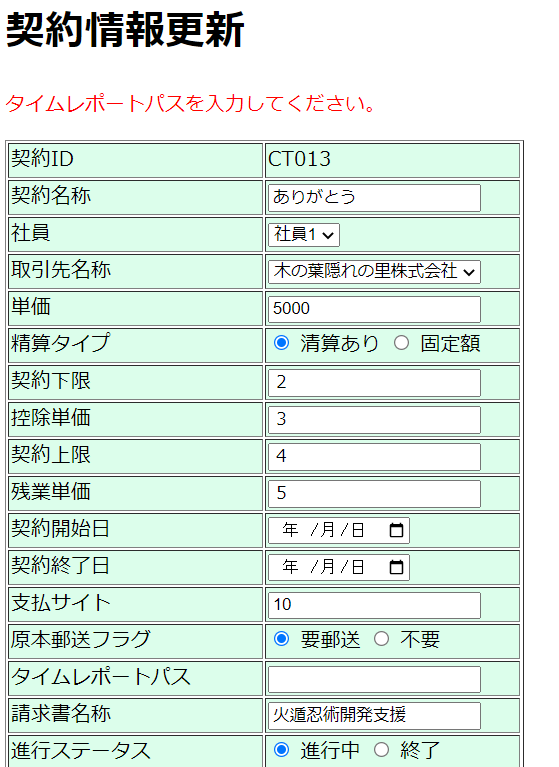 契約情報更新
タイムレポートパスを入力してください。
契約ID CT013
契約名称 ありがとう
社員 社員1
取引先名称 木の葉隠れの里株式会社
単価 5000
精算タイプ 清算あり 固定額
契約下限 2
控除単価 3
契約上限 4
残業単価 5
契約開始日 年 /月/日
契約終了日 年 /月/日
支払サイト 10
原本郵送フラグ 要郵送 不要
タイムレポートパス
請求書名称 火遁忍術開発支援
進行ステータス 進行中 終了